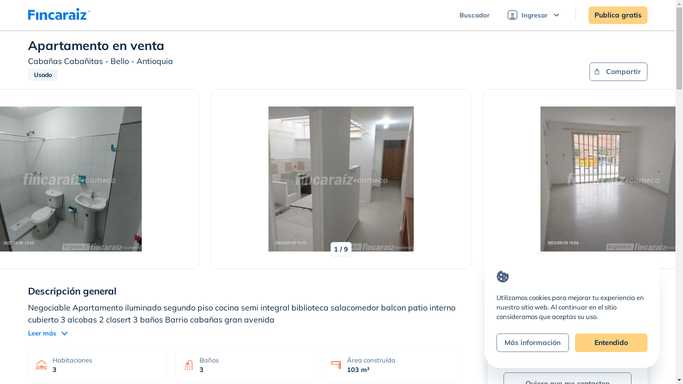 Fincaraiz
Buscador
Ingresar
Publica gratis
Apartamento en venta
Cabañas Cabañitas - Bello - Antioquia
Usado
Compartir
fincaraiz
fincaraiz
fincaraiz
1 / 9
Descripción general
Negociable Apartamento iluminado segundo piso cocina semi integral biblioteca salacomedor balcon patio interno
cubierto 3 alcobas 2 closert 3 baños Barrio cabañas gran avenida
Leer más
Habitaciones
3
Baños
3
Área construída
103 m²
Utilizamos cookies para mejorar tu experiencia en
nuestro sitio web. Al continuar en el sitio
consideramos que aceptas su uso.
Más información
Entendido
Quiero que me contacten